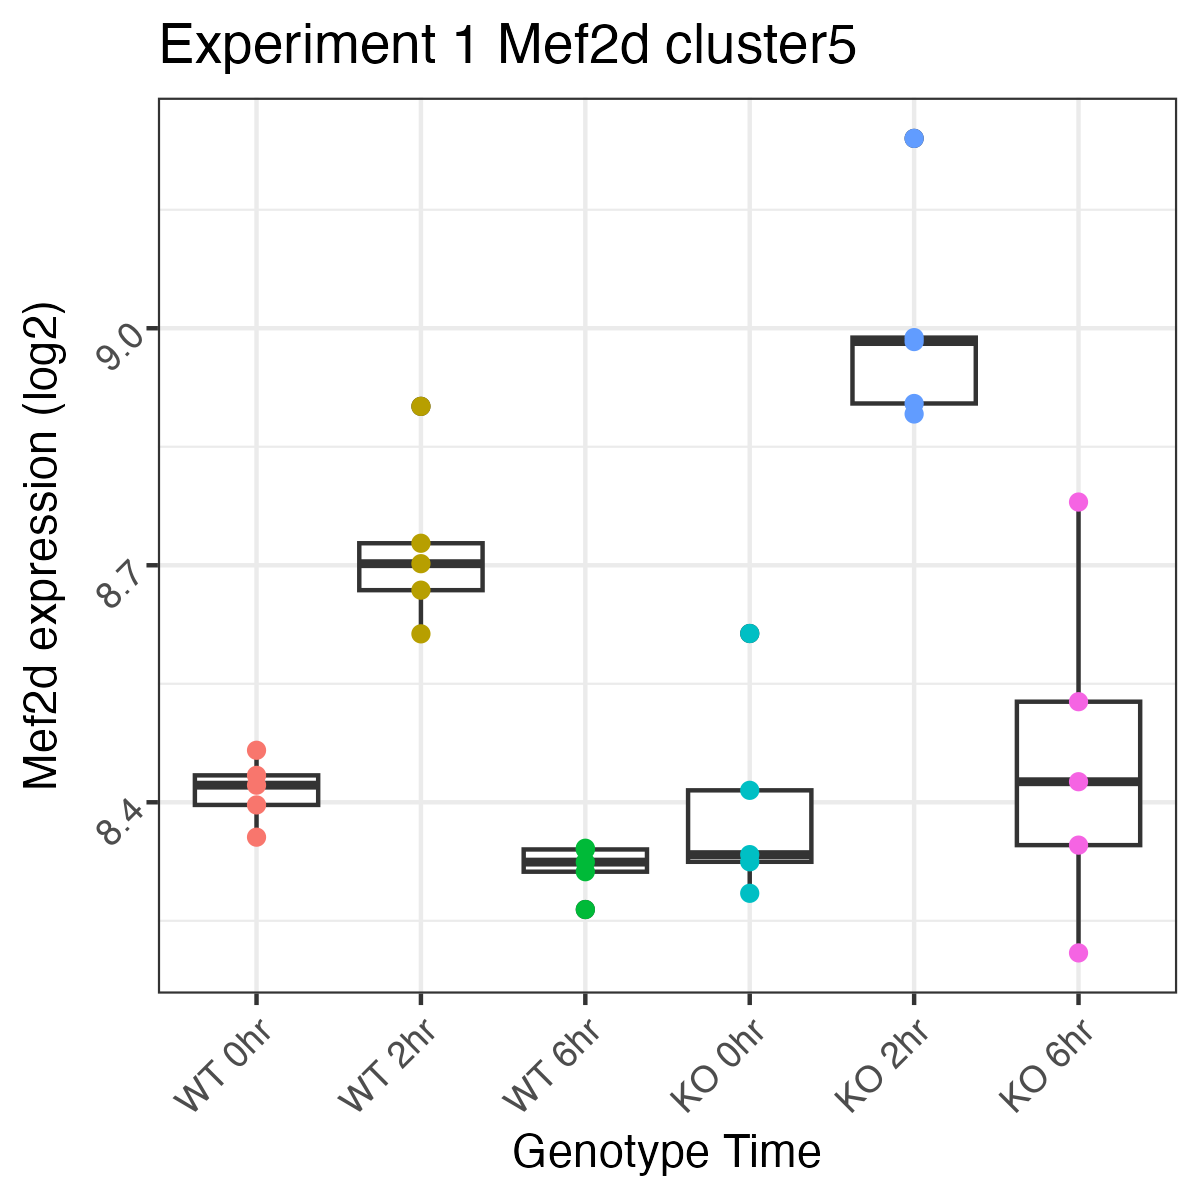 Experiment 1 Mef2d cluster5
Mef2d expression (log2)
9.0
8.7
8.4
WT 0hr
WT 2hr
WT 6hr
KO 0hr
KO 2hr
KO 6hr
Genotype Time